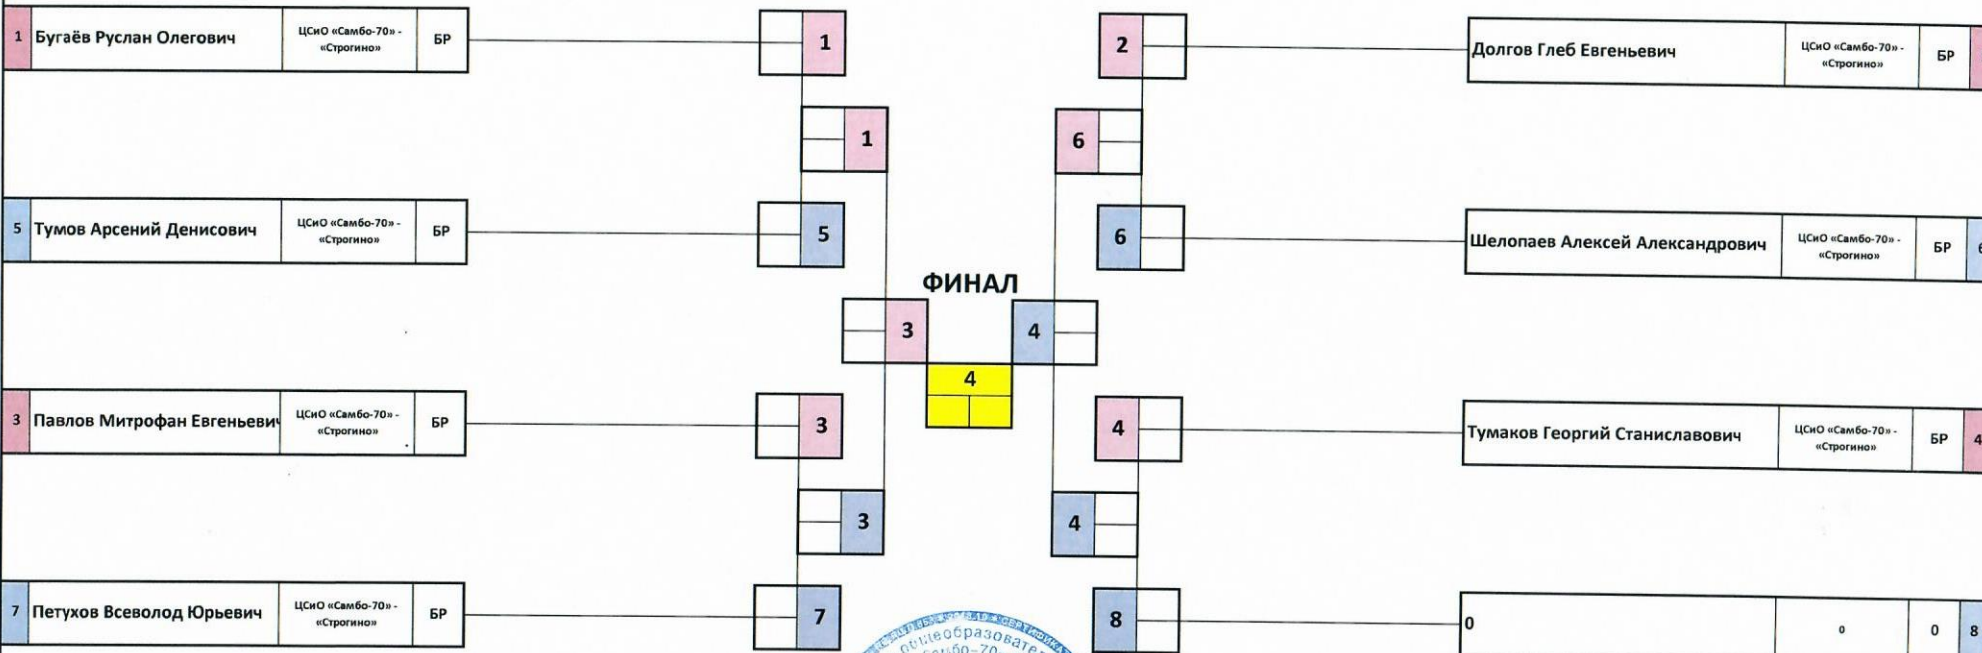 1 Бугаёв Руслан Олегович ЦСиО «Самбо-70» - «Строгино» БР 1 2 Долгов Глеб Евгеньевич ЦСиО «Самбо-70» - «Строгино» БР
1 6
5 Тумов Арсений Денисович ЦСиО «Самбо-70» - «Строгино» БР 5 6 Шелопаев Алексей Александрович ЦСиО «Самбо-70» - «Строгино» БР 6
ФИНАЛ
3 4
4
3 Павлов Митрофан Евгеньевич ЦСиО «Самбо-70» - «Строгино» БР 3 4 Тумаков Георгий Станиславович ЦСиО «Самбо-70» - «Строгино» БР 4
3 4
7 Петухов Всеволод Юрьевич ЦСиО «Самбо-70» - «Строгино» БР 7 8 0 0 0 8